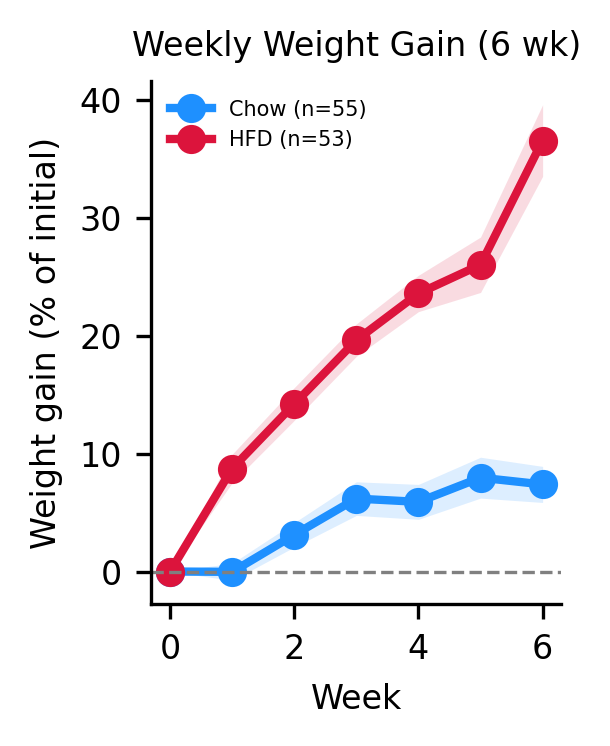 Weekly Weight Gain (6 wk)
Chow (n=55)
HFD (n=53)
Weight gain (% of initial)
40
30
20
10
0
0 2 4 6
Week